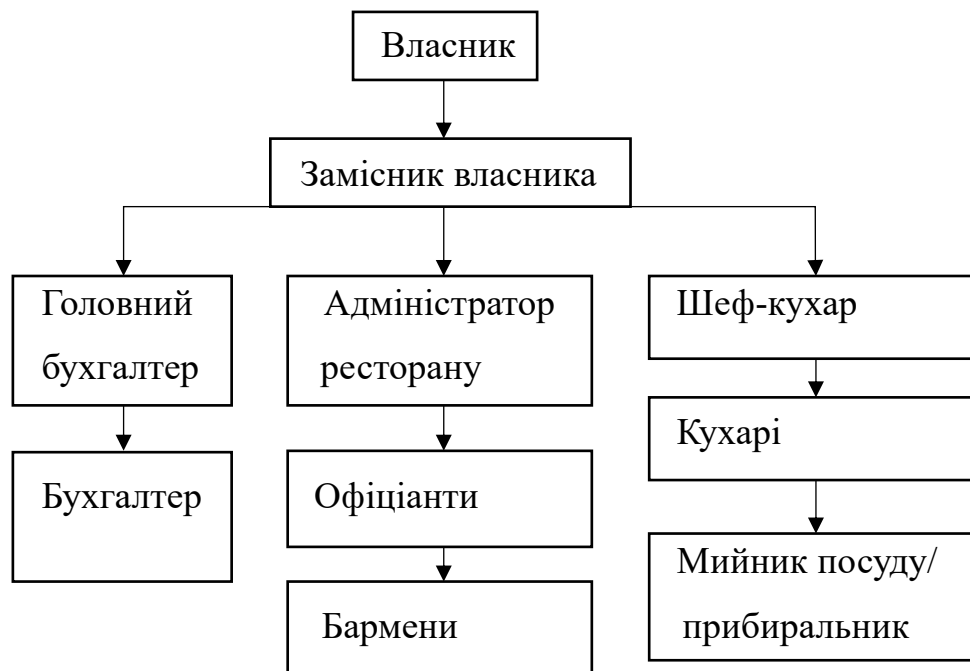 Власник
Замісник власника
Головний
бухгалтер
Адміністратор
ресторану
Шеф-кухар
Кухарі
Бухгалтер
Офіціанти
Мийник посуду/
прибиральник
Бармени